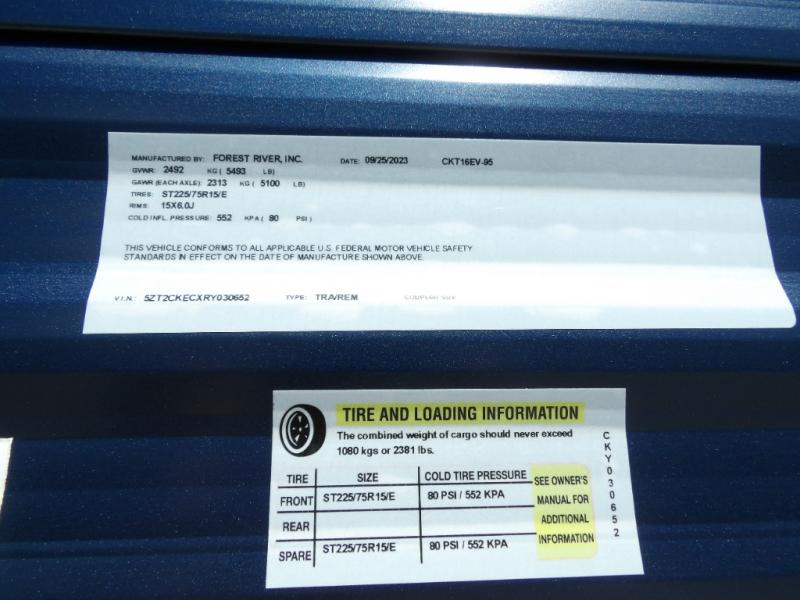 MANUFACTURED BY: FOREST RIVER, INC. DATE: 09/25/2023 CKT16EV-95
GVWR: 2492 KG ( 5493 LB)
GAWR (EACH AXLE): 2313 KG ( 5100 LB)
TIRES: ST225/75R15/E
RIMS: 15X6.0J
COLD INFL. PRESSURE: 552 KPA ( 80 PSI )
THIS VEHICLE CONFORMS TO ALL APPLICABLE U.S. FEDERAL MOTOR VEHICLE SAFETY
STANDARDS IN EFFECT ON THE DATE OF MANUFACTURE SHOWN ABOVE.
V.I.N.: 5ZT2CKECXRY030652 TYPE: TRA/REM COUPLER SIZE
TIRE AND LOADING INFORMATION
The combined weight of cargo should never exceed
1080 kgs or 2381 lbs.
TIRE SIZE COLD TIRE PRESSURE
FRONT ST225/75R15/E 80 PSI / 552 KPA
REAR
SPARE ST225/75R15/E 80 PSI / 552 KPA
SEE OWNER'S
MANUAL FOR
ADDITIONAL
INFORMATION
CKY030652